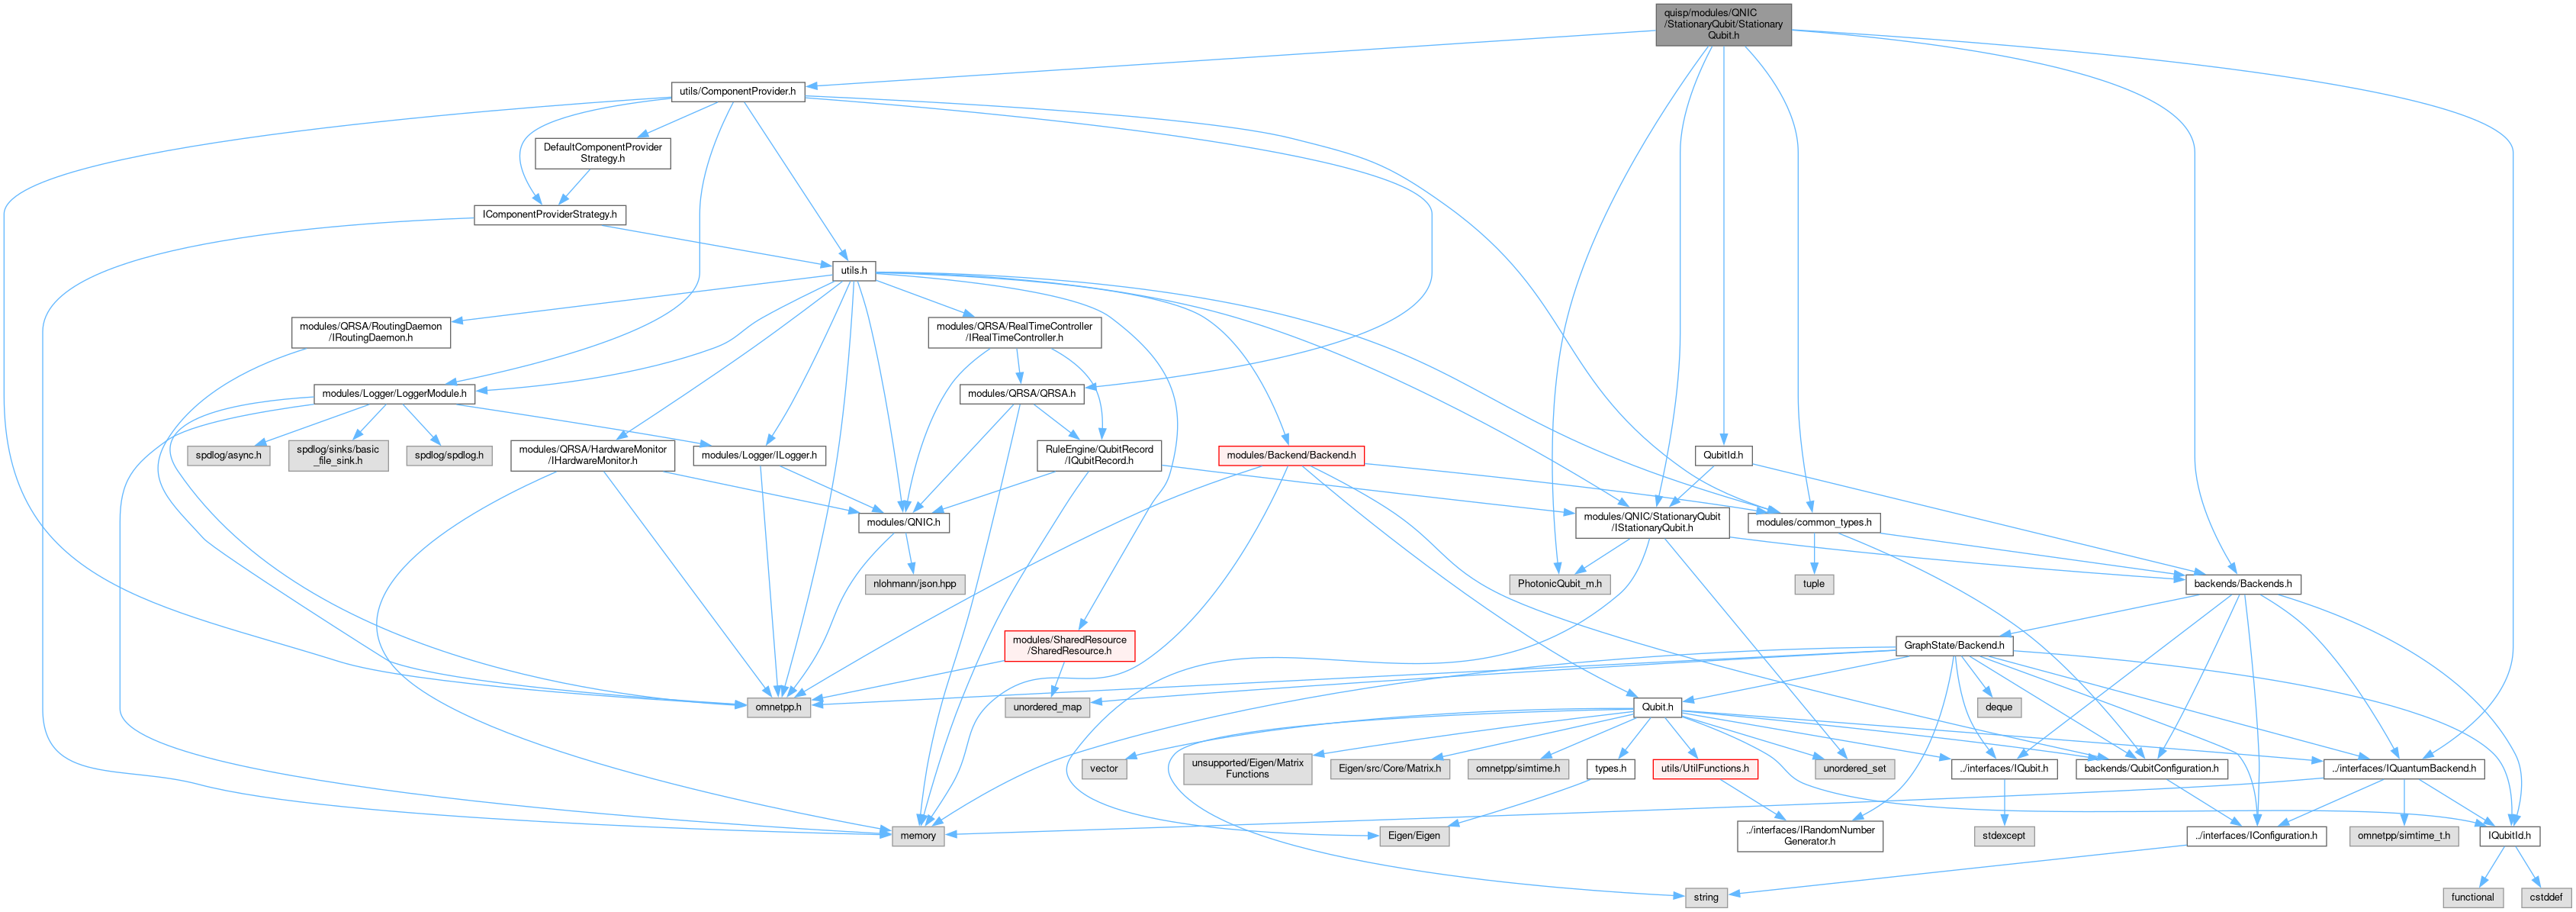 quisp/modules/QNIC
/StationaryQubit/Stationary
Qubit.h
utils/ComponentProvider.h
DefaultComponentProvider
Strategy.h
IComponentProviderStrategy.h
utils.h
modules/QRSA/RoutingDaemon
/IRoutingDaemon.h
modules/QRSA/RealTimeController
/IRealTimeController.h
modules/Logger/LoggerModule.h
modules/QRSA/QRSA.h
spdlog/async.h
spdlog/sinks/basic
_file_sink.h
spdlog/spdlog.h
modules/QRSA/HardwareMonitor
/IHardwareMonitor.h
modules/Logger/ILogger.h
RuleEngine/QubitRecord
/IQubitRecord.h
modules/Backend/Backend.h
QubitId.h
modules/QNIC.h
modules/QNIC/StationaryQubit
/IStationaryQubit.h
modules/common_types.h
nlohmann/json.hpp
PhotonicQubit_m.h
tuple
backends/Backends.h
modules/SharedResource
/SharedResource.h
GraphState/Backend.h
omnetpp.h
unordered_map
Qubit.h
deque
vector
unsupported/Eigen/Matrix
Functions
Eigen/src/Core/Matrix.h
omnetpp/simtime.h
types.h
utils/UtilFunctions.h
unordered_set
../interfaces/IQubit.h
backends/QubitConfiguration.h
../interfaces/IQuantumBackend.h
memory
Eigen/Eigen
../interfaces/IRandomNumber
Generator.h
stdexcept
../interfaces/IConfiguration.h
omnetpp/simtime_t.h
IQubitId.h
string
functional
cstddef